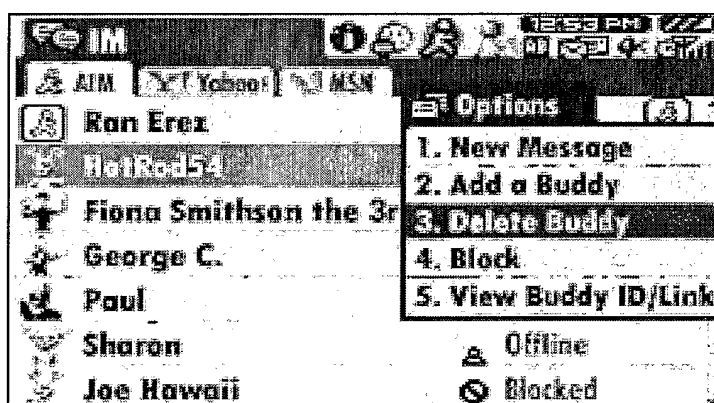 IM
12:53 PM
AIM Yahoo! MSN
Ran Erez
HotRod54
Fiona Smithson the 3r
George C.
Paul
Sharon
Joe Hawaii
Options
1. New Message
2. Add a Buddy
3. Delete Buddy
4. Block
5. View Buddy ID/Link
Offline
Blocked